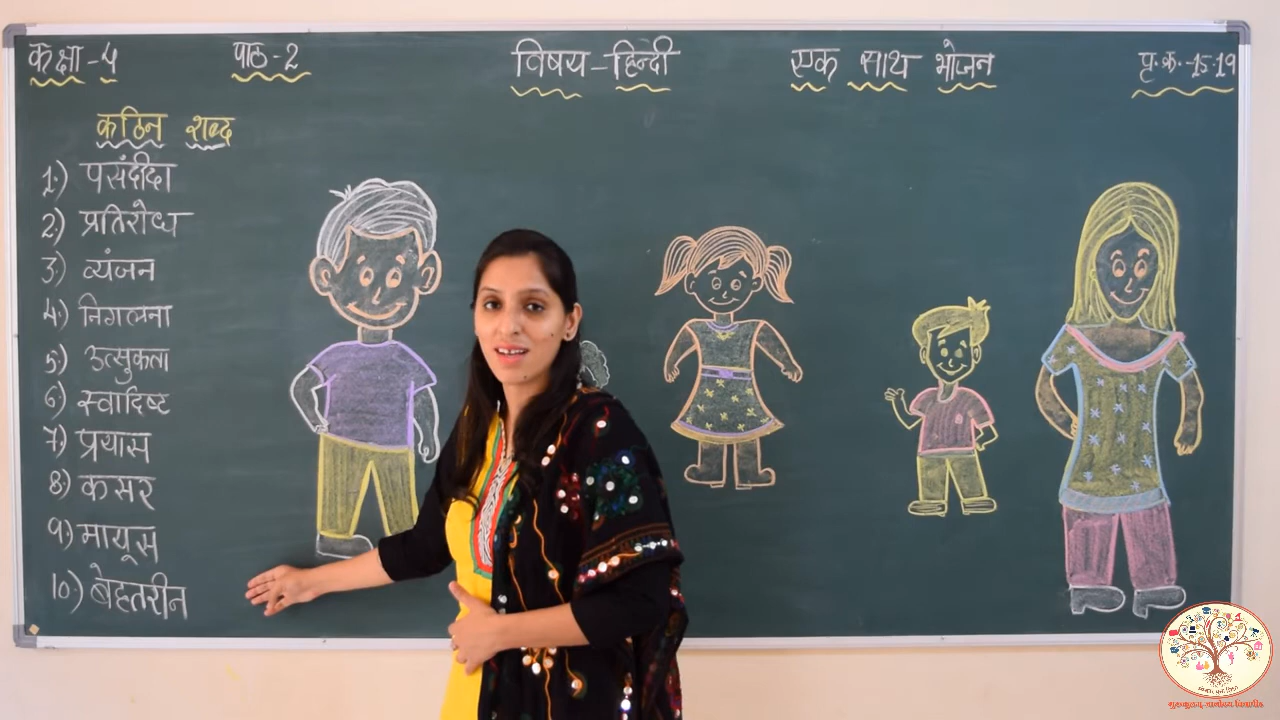 कक्षा-4 पाठ-2 विषय-हिन्दी एक साथ भोजन पृ.क्र.-15.19
कठिन शब्द
1.) पसंदीदा
2) प्रतिरोध
3.) व्यंजन
4.) निगलना
5.) उत्सुकता
6.) स्वादिष्ट
7.) प्रयास
8) कसर
9.) मायूस
10.) बेहतरीन